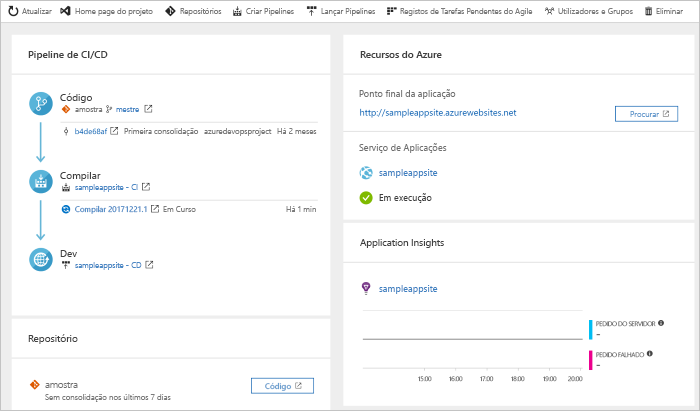 Atualizar Home page do projeto Repositórios Criar Pipelines Lançar Pipelines Registos de Tarefas Pendentes do Agile Utilizadores e Grupos Eliminar
Pipeline de CI/CD
Código
amostra mestre
b4de68af Primeira consolidação azuredevopsproject Há 2 meses
Compilar
sampleappsite - CI
Compilar 20171221.1 Em Curso Há 1 min
Dev
sampleappsite - CD
Repositório
amostra
Sem consolidação nos últimos 7 dias
Código
Recursos do Azure
Ponto final da aplicação
http://sampleappsite.azurewebsites.net
Procurar
Serviço de Aplicações
sampleappsite
Em execução
Application Insights
sampleappsite
PEDIDO DO SERVIDOR
--
PEDIDO FALHADO
--
15:00 16:00 17:00 18:00 19:00 20:00